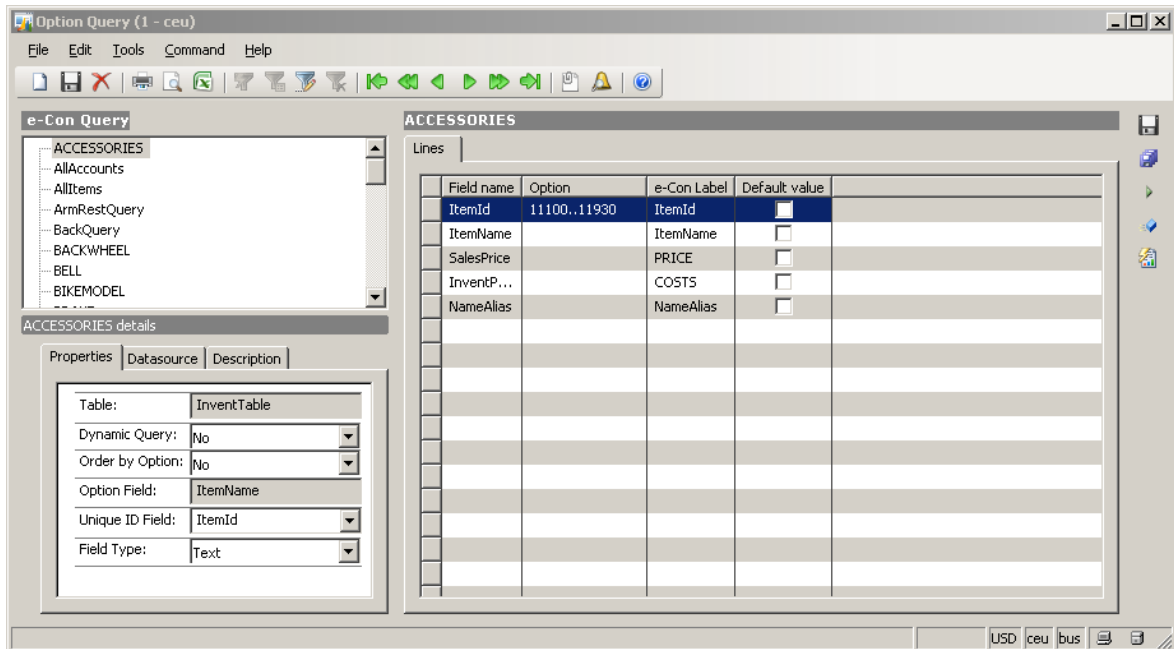 Option Query (1 - ceu)
File Edit Tools Command Help
e-Con Query
ACCESSORIES
AllAccounts
AllItems
ArmRestQuery
BackQuery
BACKWHEEL
BELL
BIKEMODEL
ACCESSORIES details
Properties Datasource Description
Table: InventTable
Dynamic Query: No
Order by Option: No
Option Field: ItemName
Unique ID Field: ItemId
Field Type: Text
ACCESSORIES
Lines
Field name Option e-Con Label Default value
ItemId 11100..11930 ItemId
ItemName ItemName
SalesPrice PRICE
InventP... COSTS
NameAlias NameAlias
USD ceu bus